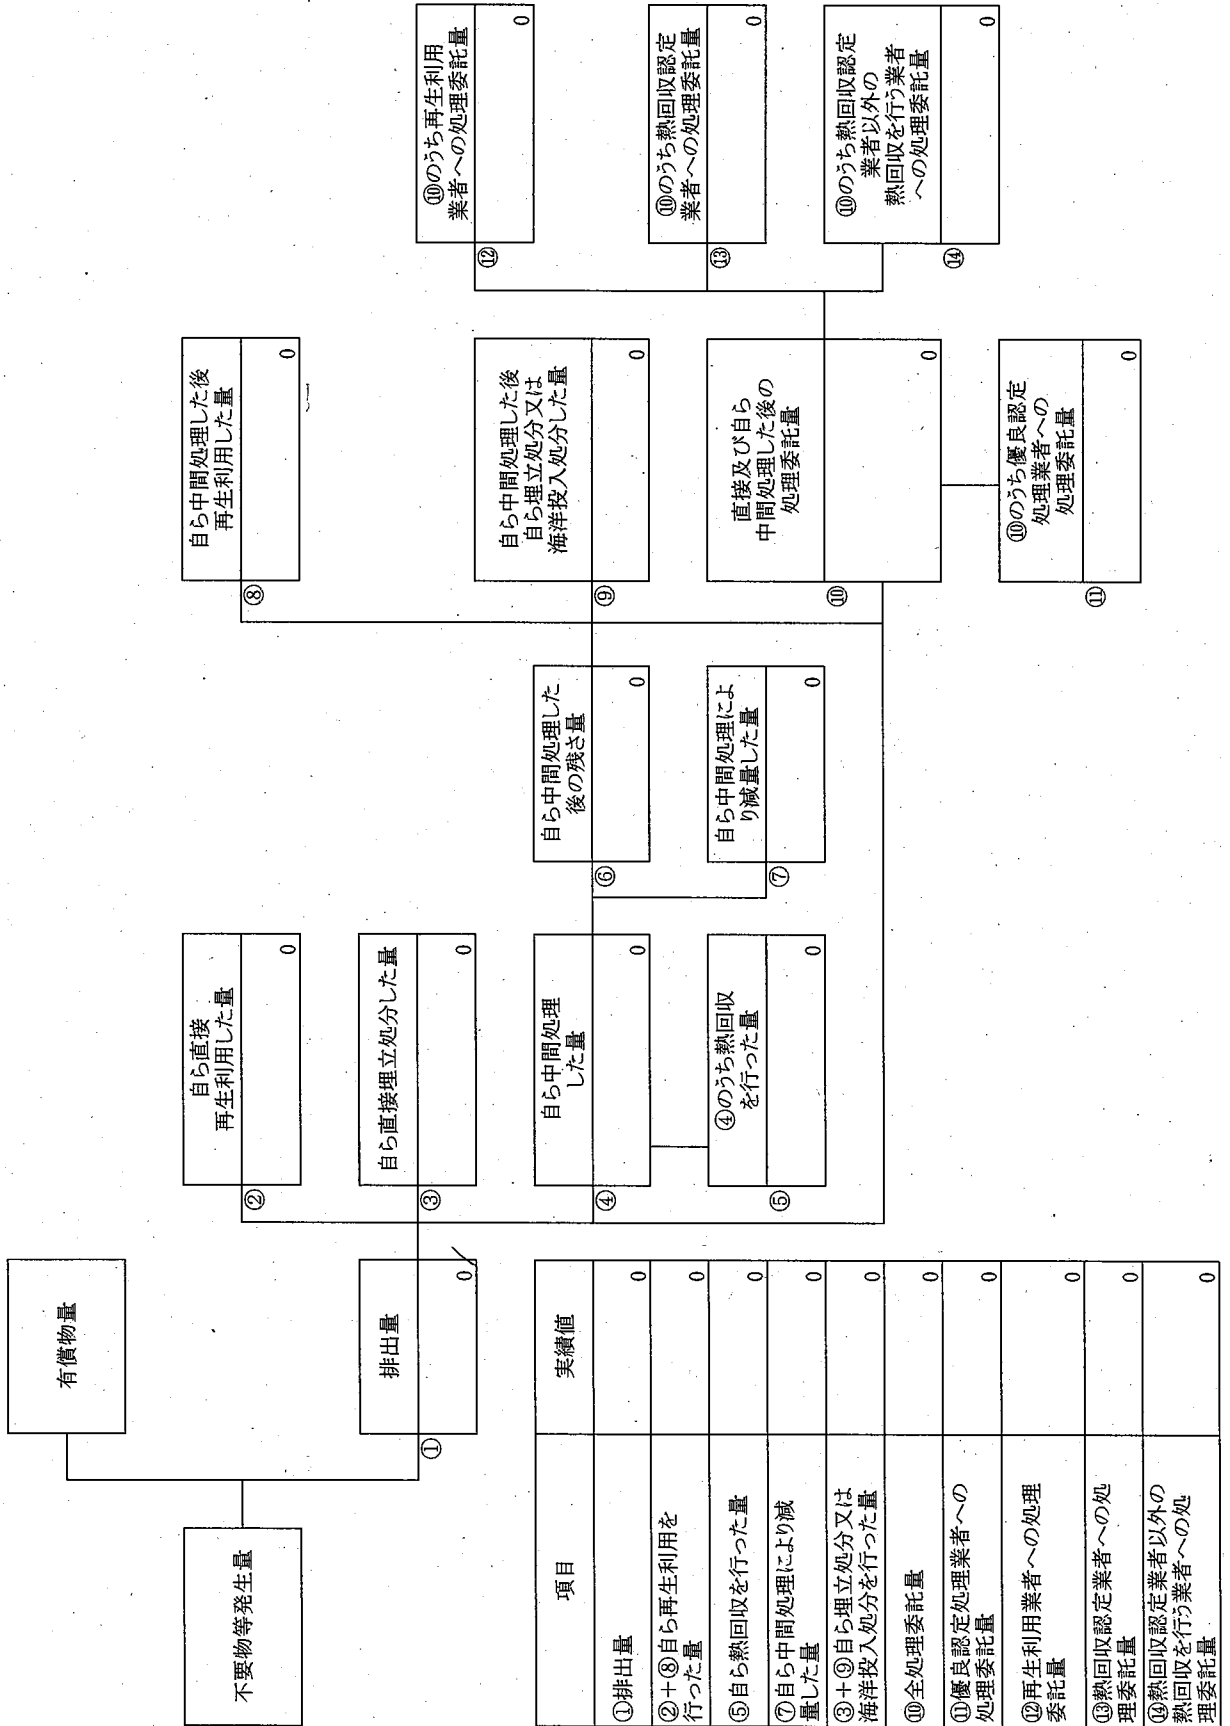 不要物等発生量
有償物量
①
排出量
0
②
自ら直接
再生利用した量
0
③
自ら直接埋立処分した量
0
④
自ら中間処理
した量
0
⑤
④のうち熱回収
を行った量
0
⑥
自ら中間処理した
後の残さ量
0
⑦
自ら中間処理によ
り減量した量
0
⑧
自ら中間処理した後
再生利用した量
0
⑨
自ら中間処理した後
自ら埋立処分又は
海洋投入処分した量
0
⑩
直接及び自ら
中間処理した後の
処理委託量
0
⑪
⑩のうち優良認定
処理業者への
処理委託量
0
⑫
⑩のうち再生利用
業者への処理委託量
0
⑬
⑩のうち熱回収認定
業者への処理委託量
0
⑭
⑩のうち熱回収認定
業者以外の
熱回収を行う業者
への処理委託量
0
項目
実績値
①排出量
0
②+⑧自ら再生利用を
行った量
0
⑤自ら熱回収を行った量
0
⑦自ら中間処理により減
量した量
0
③+⑨自ら埋立処分又は
海洋投入処分を行った量
0
⑩全処理委託量
0
⑪優良認定処理業者への
処理委託量
0
⑫再生利用業者への処理
委託量
0
⑬熱回収認定業者への処
理委託量
0
⑭熱回収認定業者以外の
熱回収を行う業者への処
理委託量
0